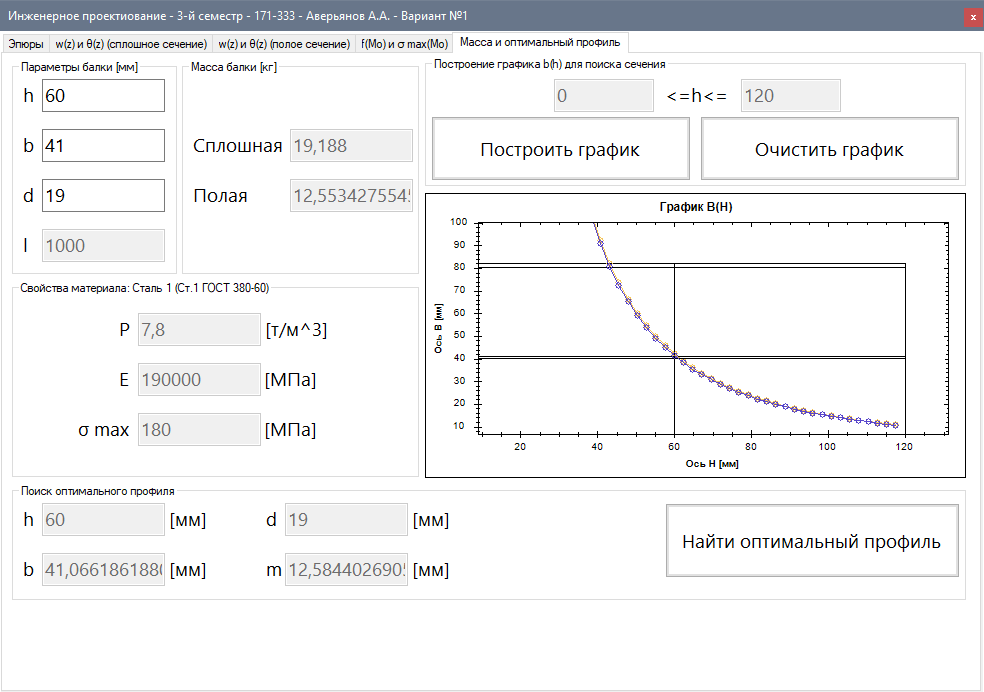 Инженерное проектиование - 3-й семестр - 171-333 - Аверьянов А.А. - Вариант №1
x
Эпюры w(z) и θ(z) (сплошное сечение) w(z) и θ(z) (полое сечение) f(Mo) и σ max(Mo) Масса и оптимальный профиль
Параметры балки [мм]
h 60
b 41
d 19
l 1000
Масса балки [кг]
Сплошная 19,188
Полая 12,5534275545
Построение графика b(h) для поиска сечения
0 <=h<= 120
Построить график Очистить график
График B(H)
Ось B [мм]
100
90
80
70
60
50
40
30
20
10
20 40 60 80 100 120
Ось H [мм]
Свойства материала: Сталь 1 (Ст.1 ГОСТ 380-60)
P 7,8 [т/м^3]
E 190000 [МПа]
σ max 180 [МПа]
Поиск оптимального профиля
h 60 [мм] d 19 [мм]
b 41,066186188 [мм] m 12,584402690 [мм]
Найти оптимальный профиль